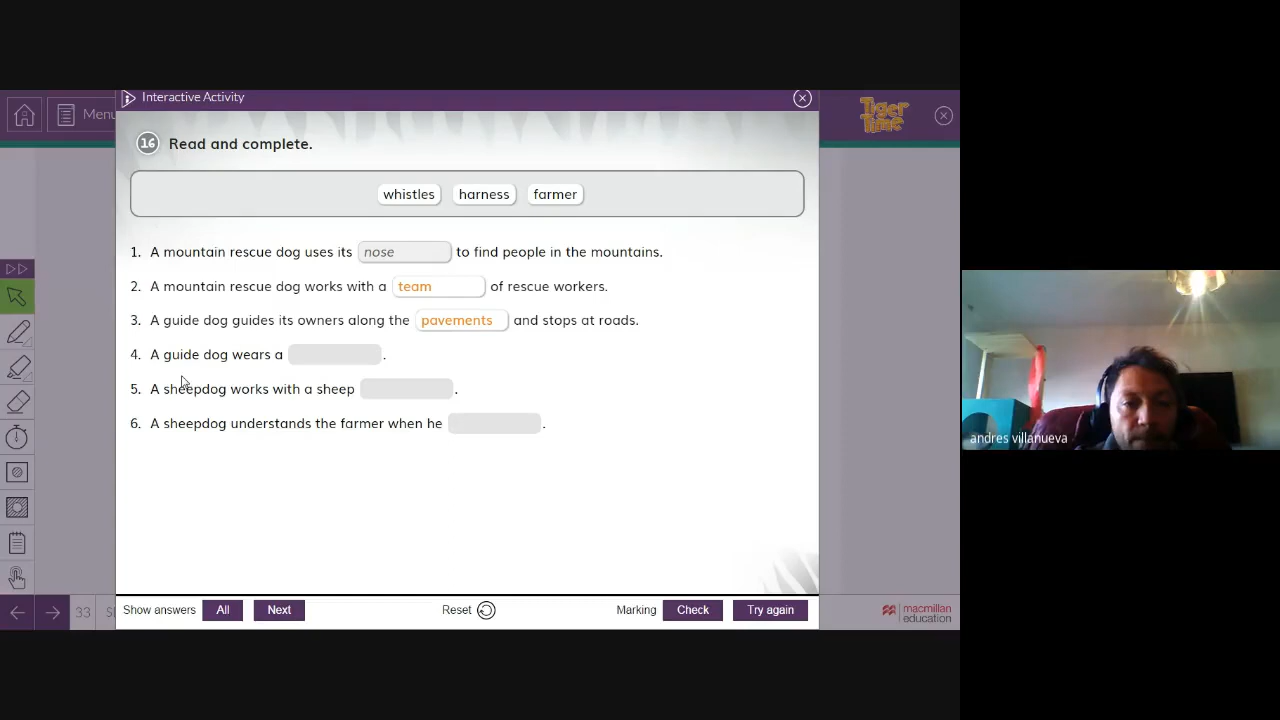 Interactive Activity
Menu
Tiger Time
16 Read and complete.
whistles harness farmer
1. A mountain rescue dog uses its nose to find people in the mountains.
2. A mountain rescue dog works with a team of rescue workers.
3. A guide dog guides its owners along the pavements and stops at roads.
4. A guide dog wears a .
5. A sheepdog works with a sheep .
6. A sheepdog understands the farmer when he .
andres villanueva
33
Show answers All Next Reset Marking Check Try again
macmillan
education